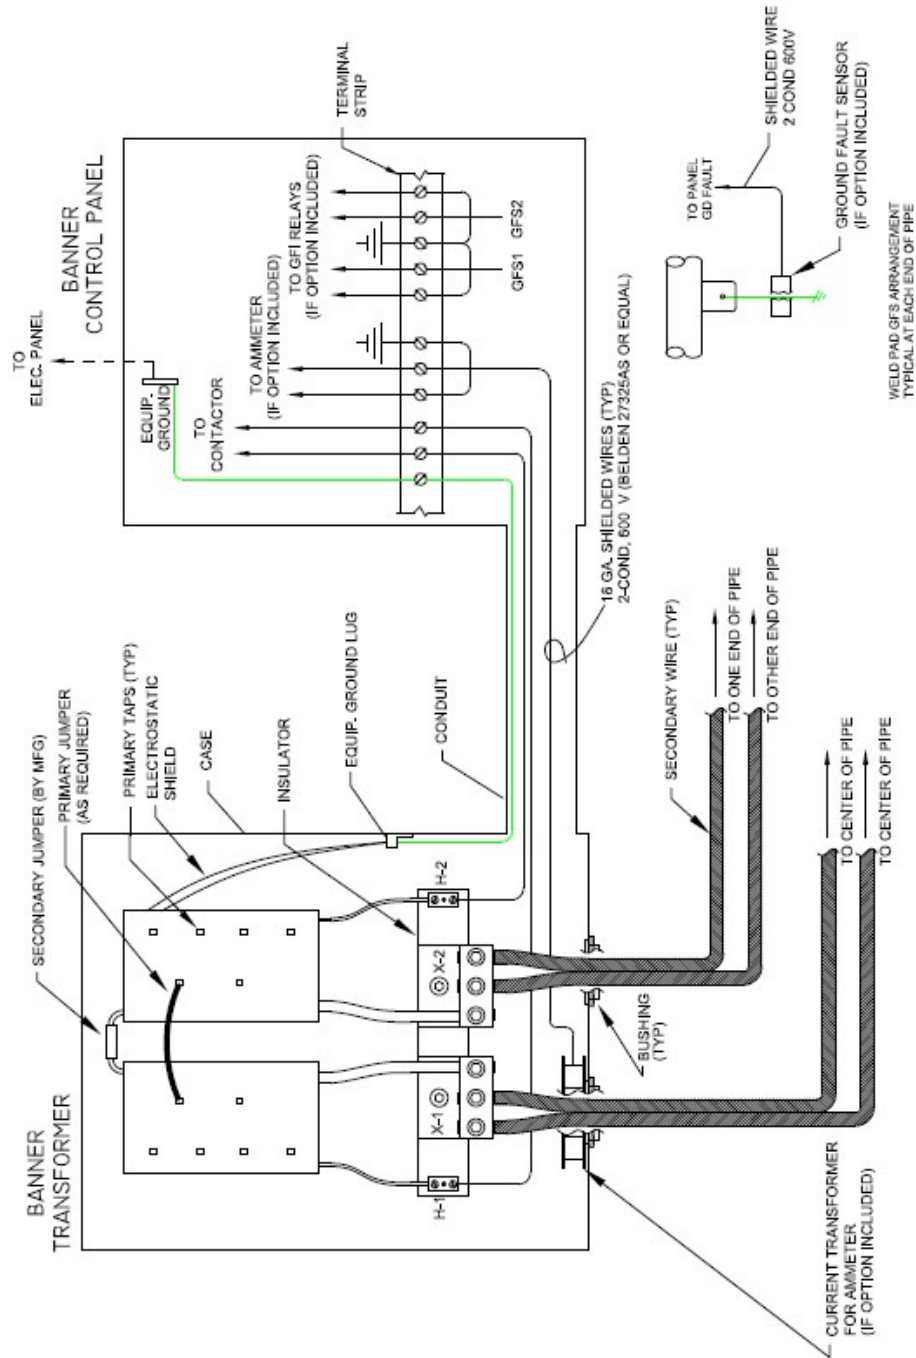 BANNER
TRANSFORMER
SECONDARY JUMPER (BY MFG)
PRIMARY JUMPER
(AS REQUIRED)
PRIMARY TAPS (TYP)
ELECTROSTATIC
SHIELD
CASE
INSULATOR
EQUIP. GROUND LUG
CONDUIT
H-1
X-1
X-2
H-2
BUSHING
(TYP)
CURRENT TRANSFORMER
FOR AMMETER
(IF OPTION INCLUDED)
SECONDARY WIRE (TYP)
TO ONE END OF PIPE
TO OTHER END OF PIPE
TO CENTER OF PIPE
TO CENTER OF PIPE
TO
ELEC. PANEL
BANNER
CONTROL PANEL
EQUIP.
GROUND
TO
CONTACTOR
TO AMMETER
(IF OPTION INCLUDED)
TO GFI RELAYS
(IF OPTION INCLUDED)
TERMINAL
STRIP
GFS1
GFS2
16 GA. SHIELDED WIRES (TYP)
2-COND, 600 V (BELDEN 27325AS OR EQUAL)
TO PANEL
GD FAULT
SHIELDED WIRE
2 COND 600V
GROUND FAULT SENSOR
(IF OPTION INCLUDED)
WELD PAD GFS ARRANGEMENT
TYPICAL AT EACH END OF PIPE